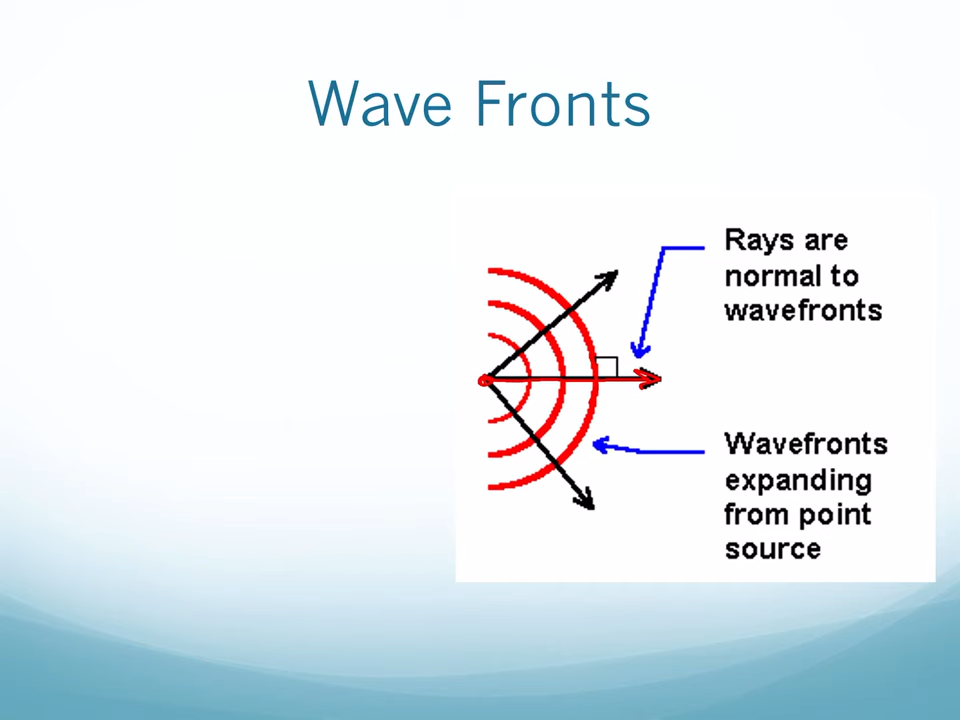 Wave Fronts
Rays are
normal to
wavefronts
Wavefronts
expanding
from point
source